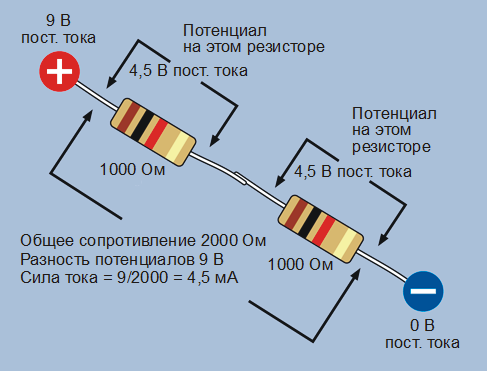 9 В
пост. тока
+
Потенциал
на этом резисторе
4,5 В пост. тока
1000 Ом
Потенциал
на этом
резисторе
4,5 В пост. тока
1000 Ом
Общее сопротивление 2000 Ом
Разность потенциалов 9 В
Сила тока = 9/2000 = 4,5 мА
−
0 В
пост. тока